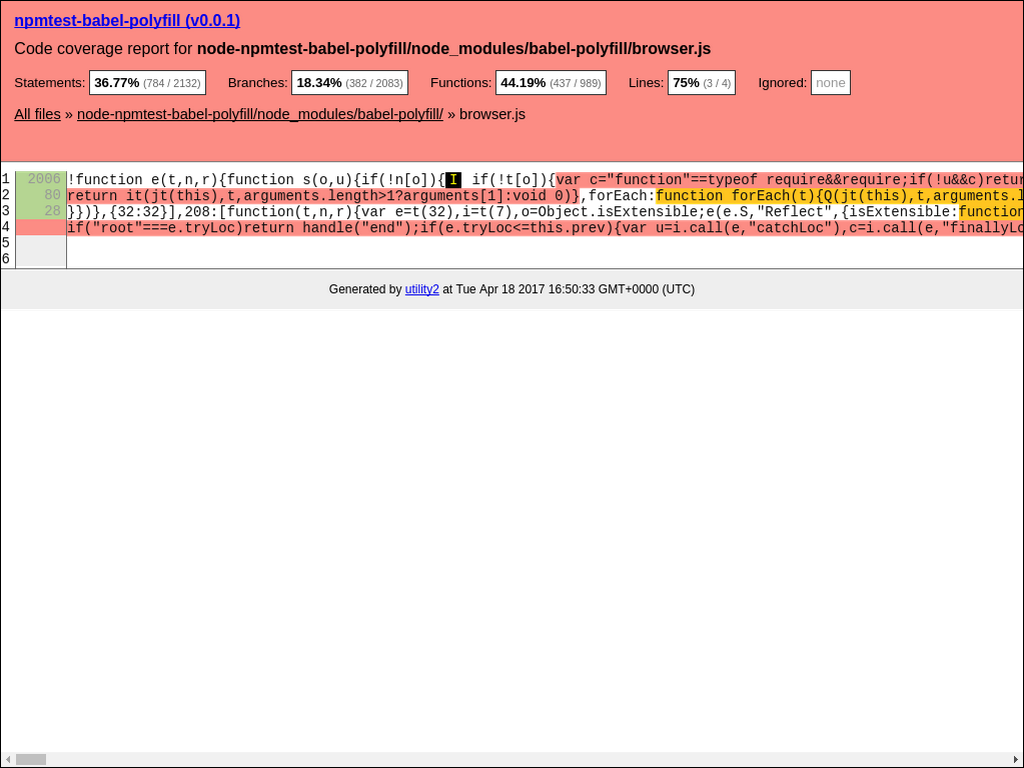 npmtest-babel-polyfill (v0.0.1)
Code coverage report for node-npmtest-babel-polyfill/node_modules/babel-polyfill/browser.js
Statements: 36.77% (784 / 2132) Branches: 18.34% (382 / 2083) Functions: 44.19% (437 / 989) Lines: 75% (3 / 4) Ignored: none
All files » node-npmtest-babel-polyfill/node_modules/babel-polyfill/ » browser.js
1 2006 !function e(t,n,r){function s(o,u){if(!n[o]){ I if(!t[o]){var c="function"==typeof require&&require;if(!u&&c)retur
2 80 return it(jt(this),t,arguments.length>1?arguments[1]:void 0)},forEach:function forEach(t){Q(jt(this),t,arguments.l
3 28 }})},{32:32}],208:[function(t,n,r){var e=t(32),i=t(7),o=Object.isExtensible;e(e.S,"Reflect",{isExtensible:function
4 if("root"===e.tryLoc)return handle("end");if(e.tryLoc<=this.prev){var u=i.call(e,"catchLoc"),c=i.call(e,"finallyLo
5
6
Generated by utility2 at Tue Apr 18 2017 16:50:33 GMT+0000 (UTC)